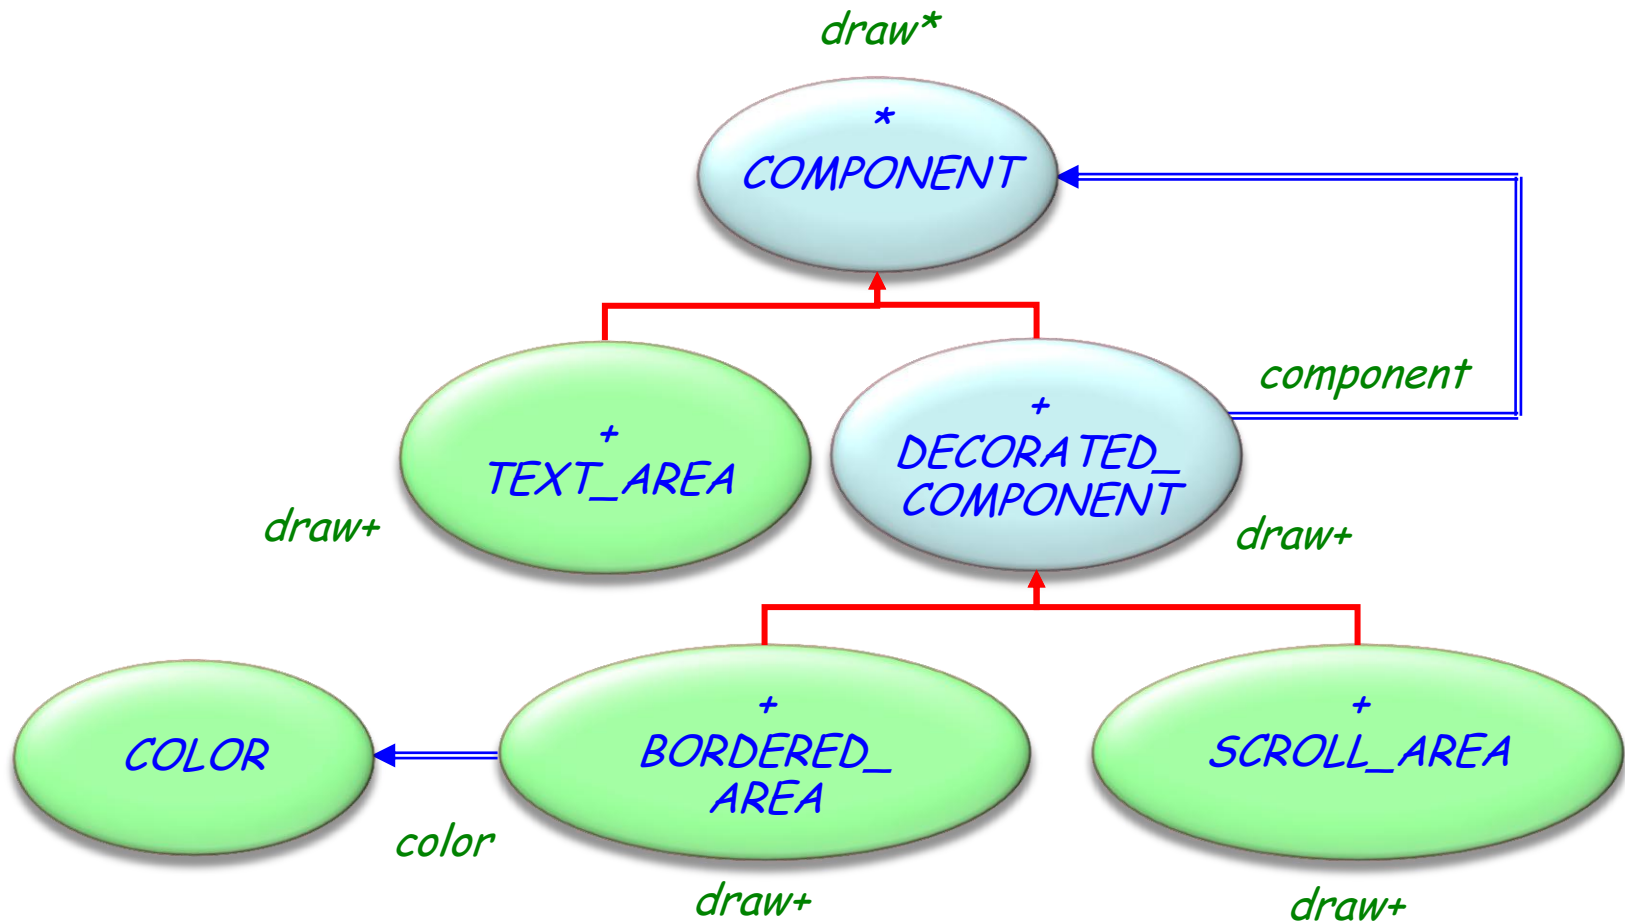 draw*
*
COMPONENT
component
+
TEXT_AREA
draw+
+
DECORATED_
COMPONENT
draw+
COLOR
color
+
BORDERED_
AREA
draw+
+
SCROLL_AREA
draw+